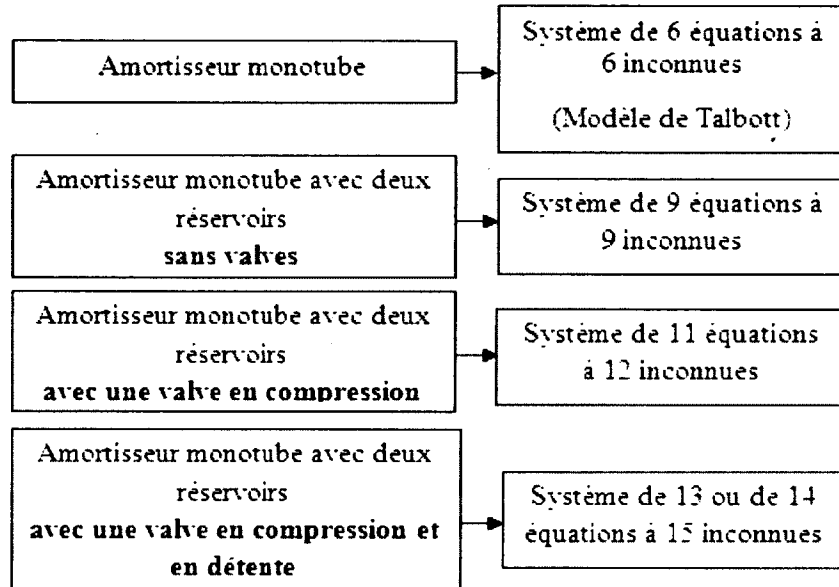 Amortisseur monotube
Système de 6 équations à
6 inconnues
(Modèle de Talbott)
Amortisseur monotube avec deux
réservoirs
sans valves
Système de 9 équations à
9 inconnues
Amortisseur monotube avec deux
réservoirs
avec une valve en compression
Système de 11 équations
à 12 inconnues
Amortisseur monotube avec deux
réservoirs
avec une valve en compression et
en détente
Système de 13 ou de 14
équations à 15 inconnues